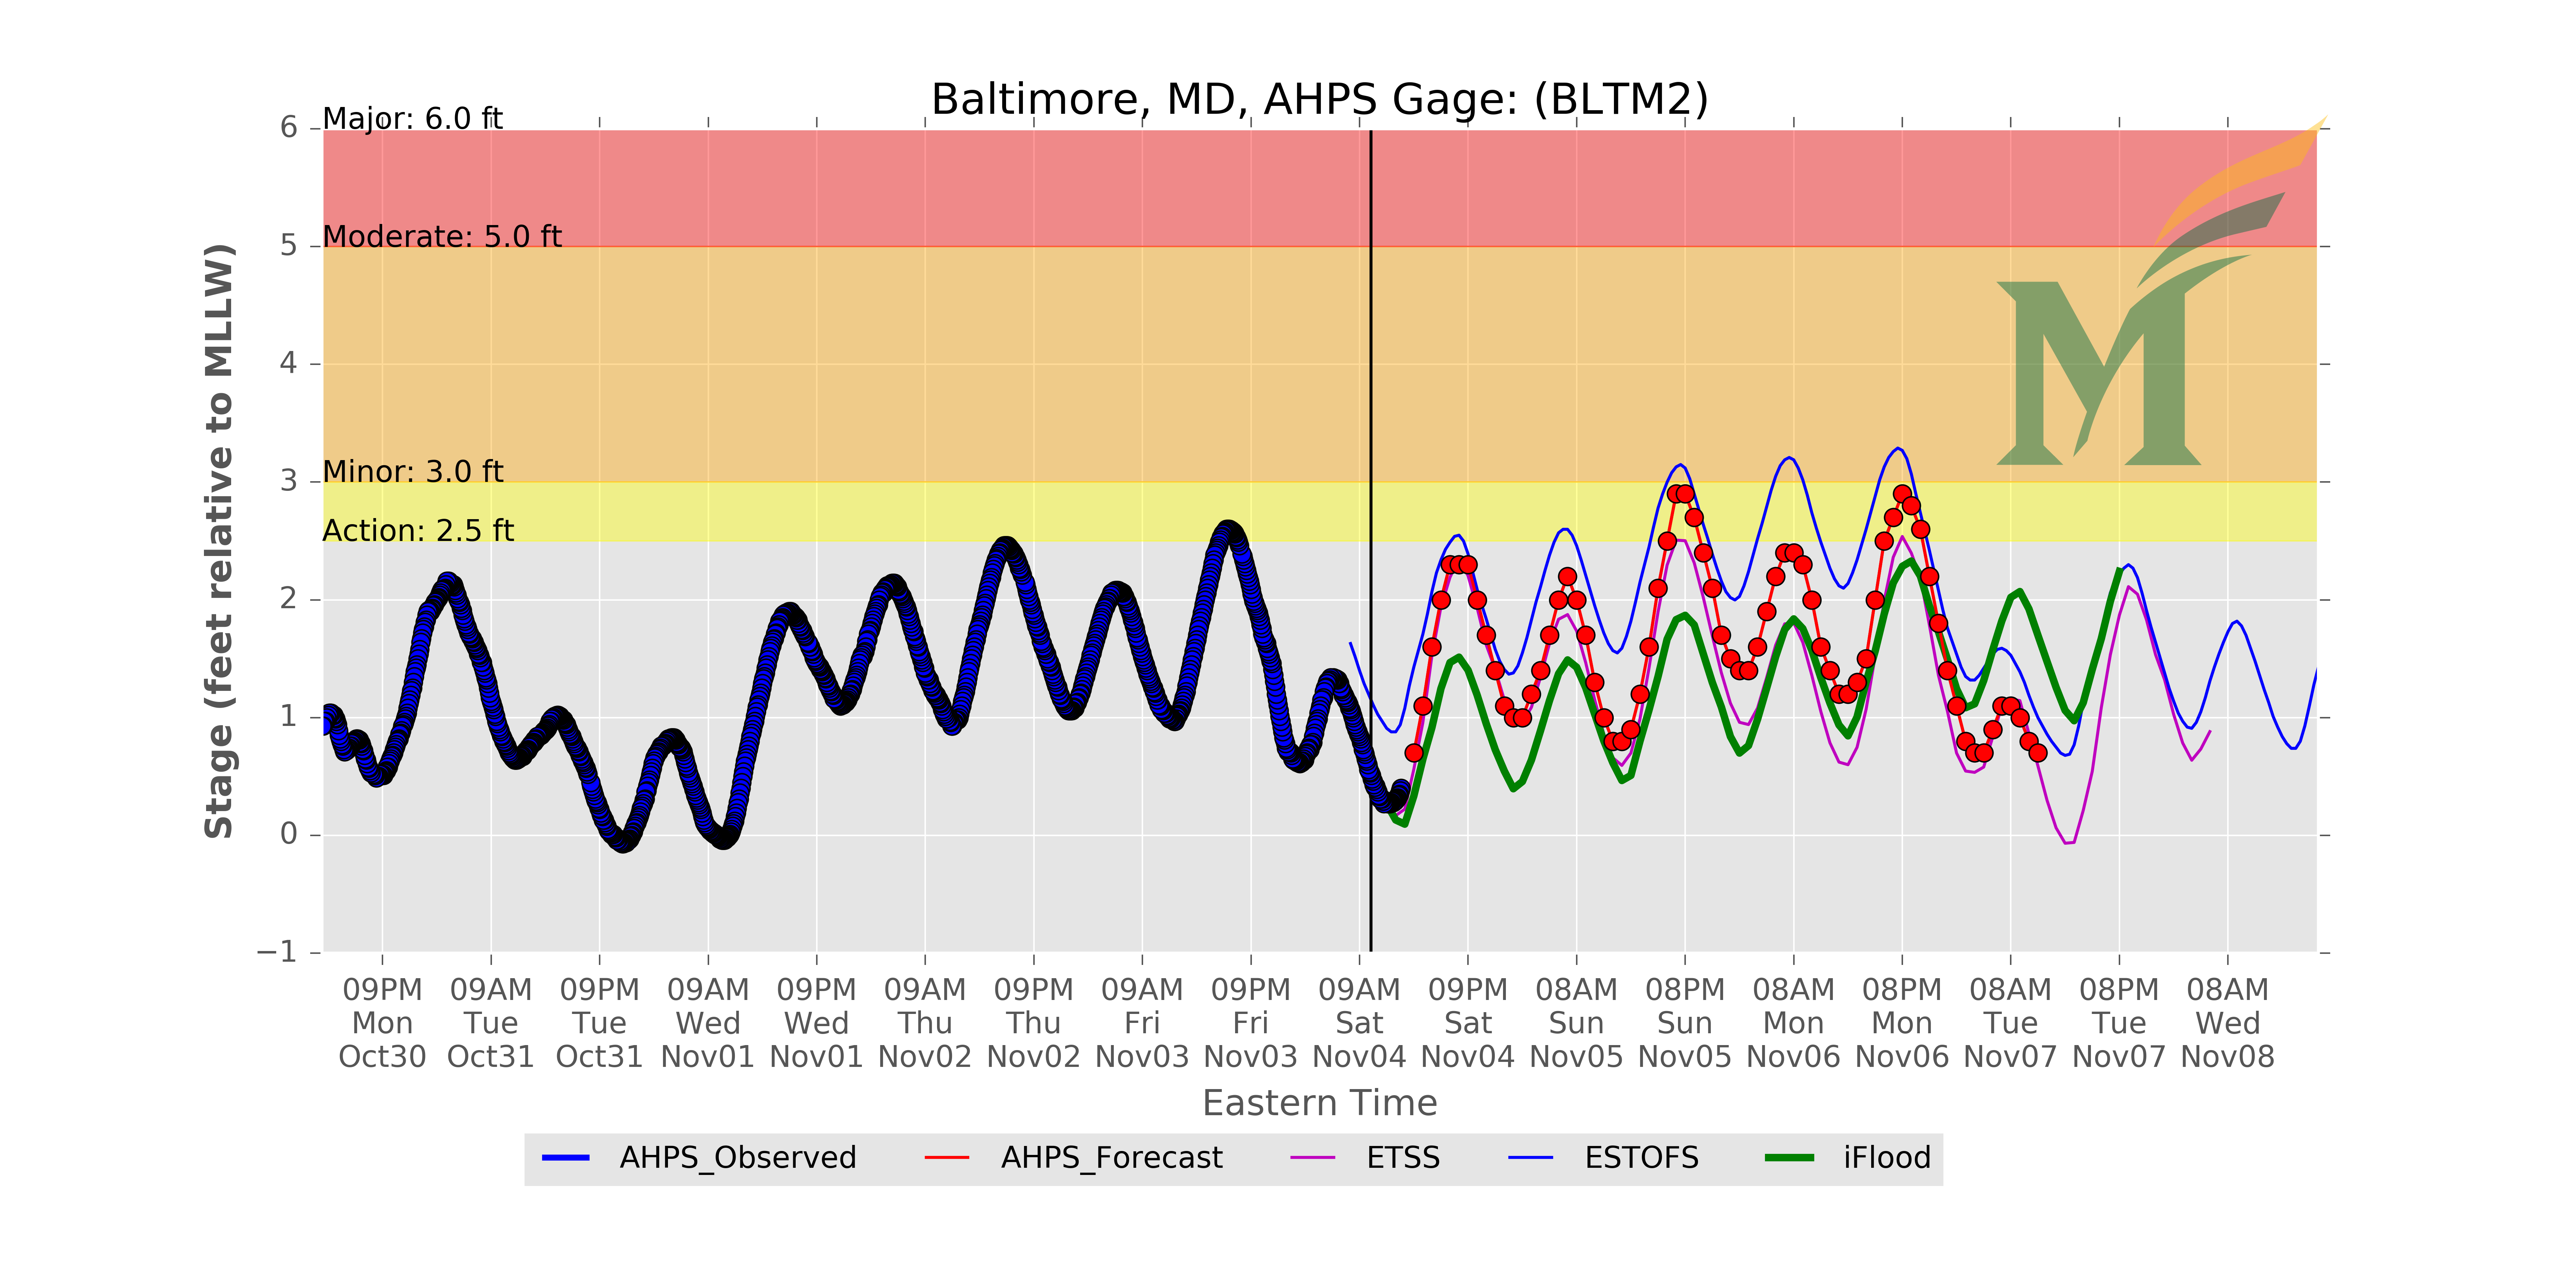 Baltimore, MD, AHPS Gage: (BLTM2)
Major: 6.0 ft
Moderate: 5.0 ft
Minor: 3.0 ft
Action: 2.5 ft
6
5
4
3
2
1
0
−1
Stage (feet relative to MLLW)
09PM 09AM 09PM 09AM 09PM 09AM 09PM 09AM 09PM 09AM 09PM 08AM 08PM 08AM 08PM 08AM 08PM 08AM
Mon Tue Tue Wed Wed Thu Thu Fri Fri Sat Sat Sun Sun Mon Mon Tue Tue Wed
Oct30 Oct31 Oct31 Nov01 Nov01 Nov02 Nov02 Nov03 Nov03 Nov04 Nov04 Nov05 Nov05 Nov06 Nov06 Nov07 Nov07 Nov08
Eastern Time
AHPS_Observed AHPS_Forecast ETSS ESTOFS iFlood
M